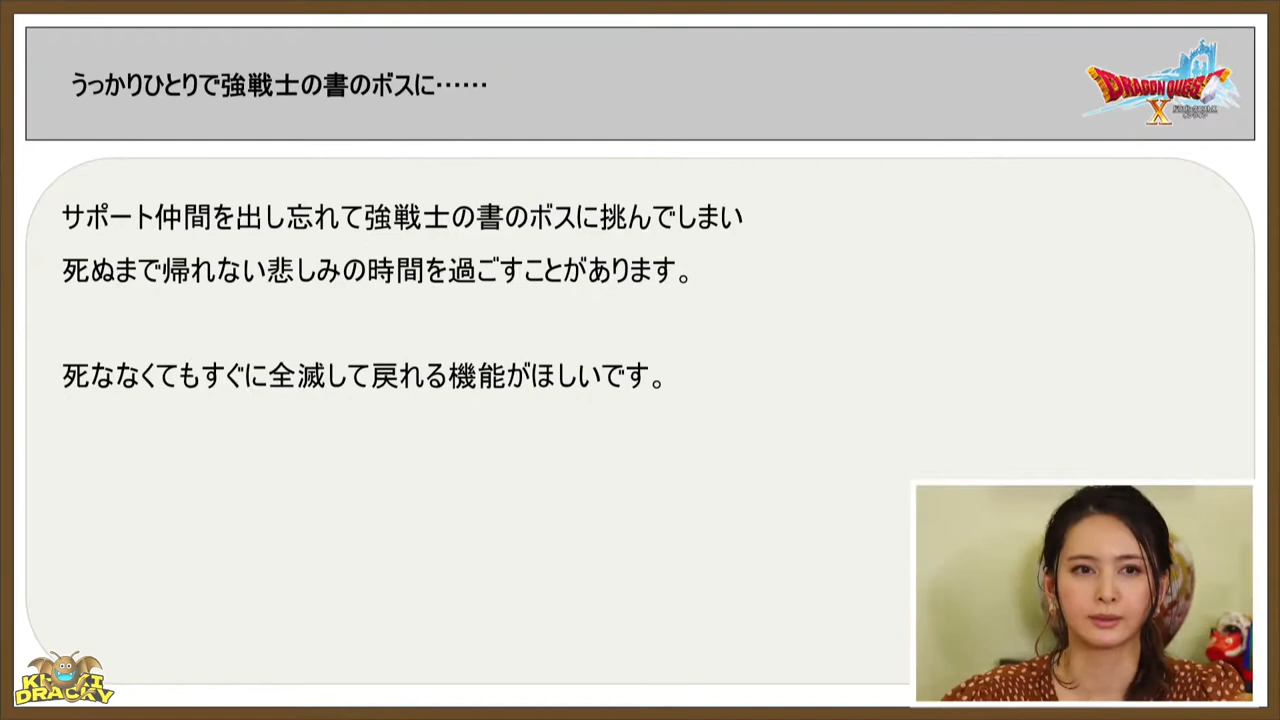 うっかりひとりで強戦士の書のボスに……
DRAGON QUEST
X
サポート仲間を出し忘れて強戦士の書のボスに挑んでしまい
死ぬまで帰れない悲しみの時間を過ごすことがあります。
死ななくてもすぐに全滅して戻れる機能がほしいです。
DRACKY